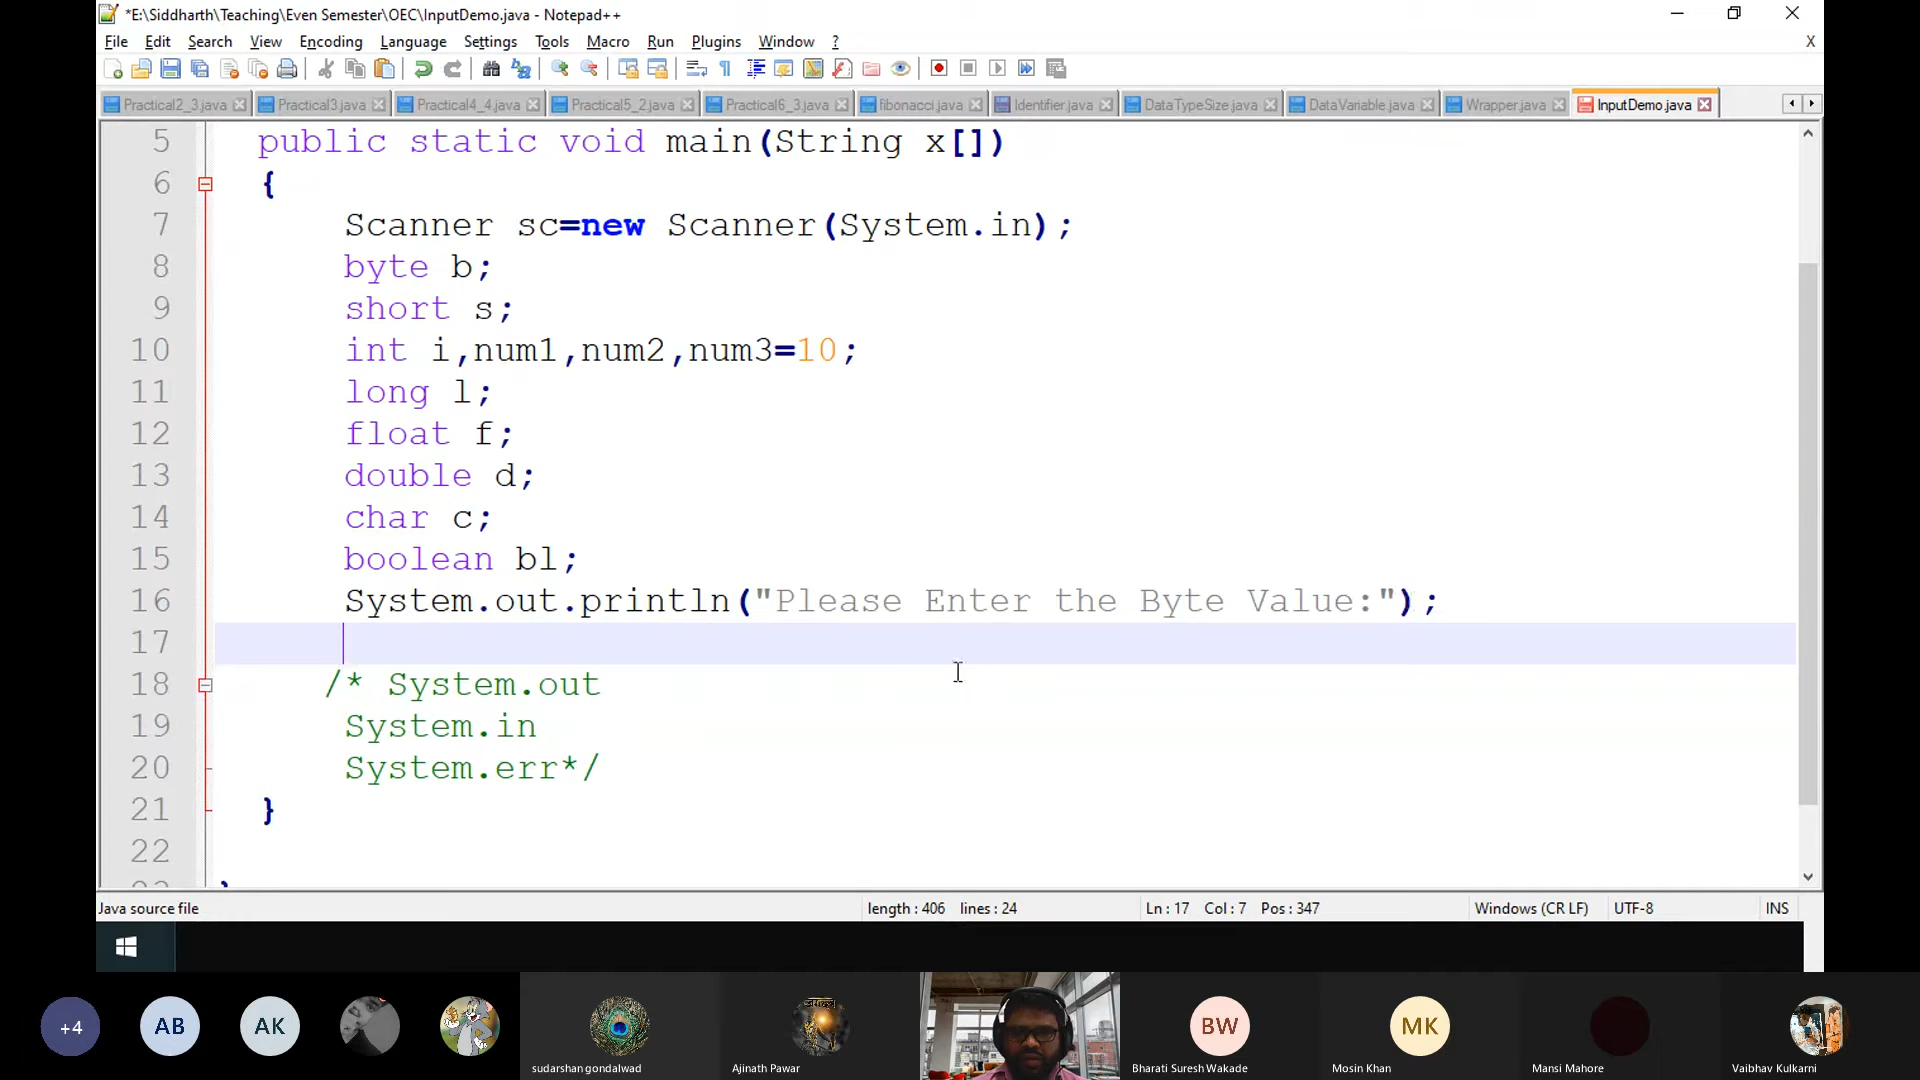 *E:\Siddharth\Teaching\Even Semester\OEC\InputDemo.java - Notepad++
File Edit Search View Encoding Language Settings Tools Macro Run Plugins Window ? X
Practical2_3.java Practical3.java Practical4_4.java Practical5_2.java Practical6_3.java fibonacci.java Identifier.java DataTypeSize.java DataVariable.java Wrapper.java InputDemo.java
5 public static void main(String x[])
6 {
7 Scanner sc=new Scanner(System.in);
8 byte b;
9 short s;
10 int i,num1,num2,num3=10;
11 long l;
12 float f;
13 double d;
14 char c;
15 boolean bl;
16 System.out.println("Please Enter the Byte Value:");
17
18 /* System.out
19 System.in
20 System.err*/
21 }
22
Java source file length : 406 lines : 24 Ln : 17 Col : 7 Pos : 347 Windows (CR LF) UTF-8 INS
+4 AB AK BW MK
sudarshan gondalwad Ajinath Pawar Bharati Suresh Wakade Mosin Khan Mansi Mahore Vaibhav Kulkarni